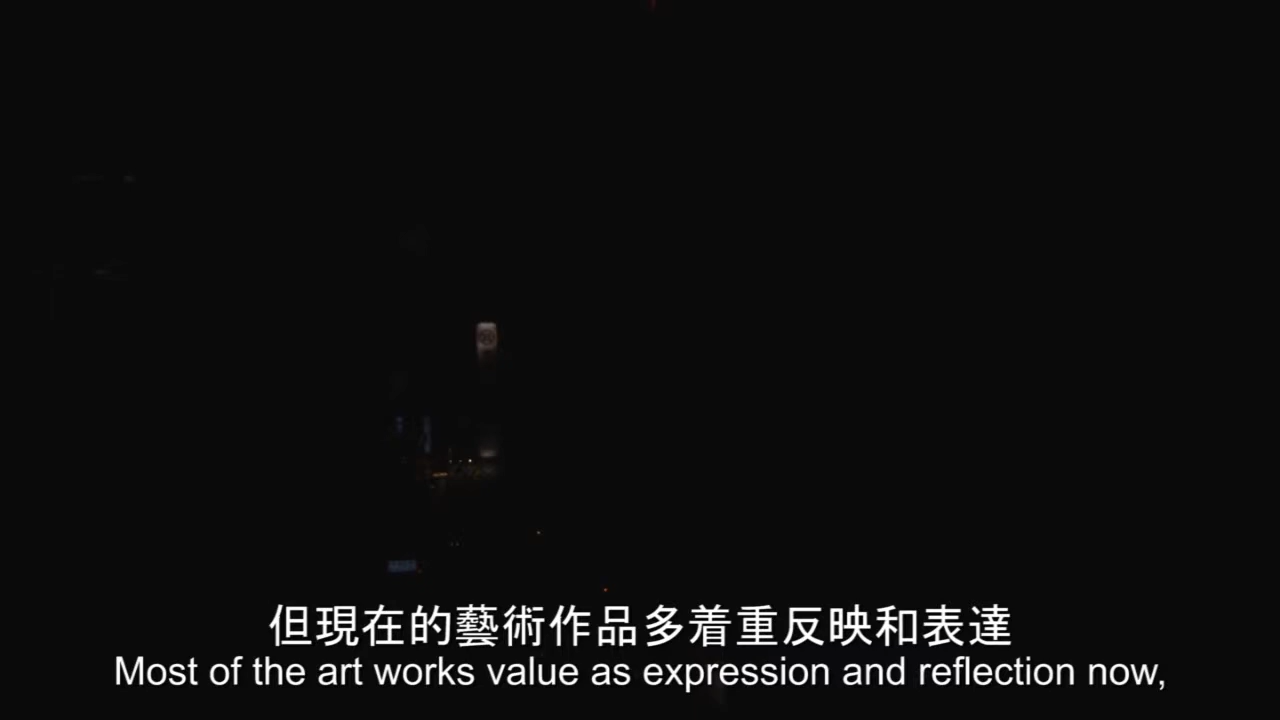 但現在的藝術作品多着重反映和表達
Most of the art works value as expression and reflection now,